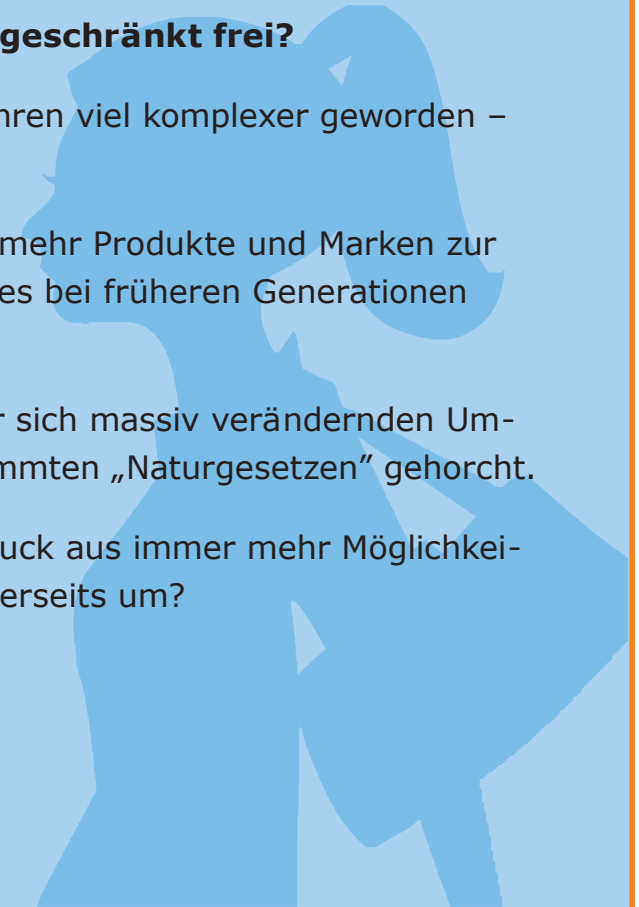 geschränkt frei?
hren viel komplexer geworden –
mehr Produkte und Marken zur
es bei früheren Generationen
r sich massiv verändernden Um-
mmten „Naturgesetzen” gehorcht.
uck aus immer mehr Möglichkei-
erseits um?